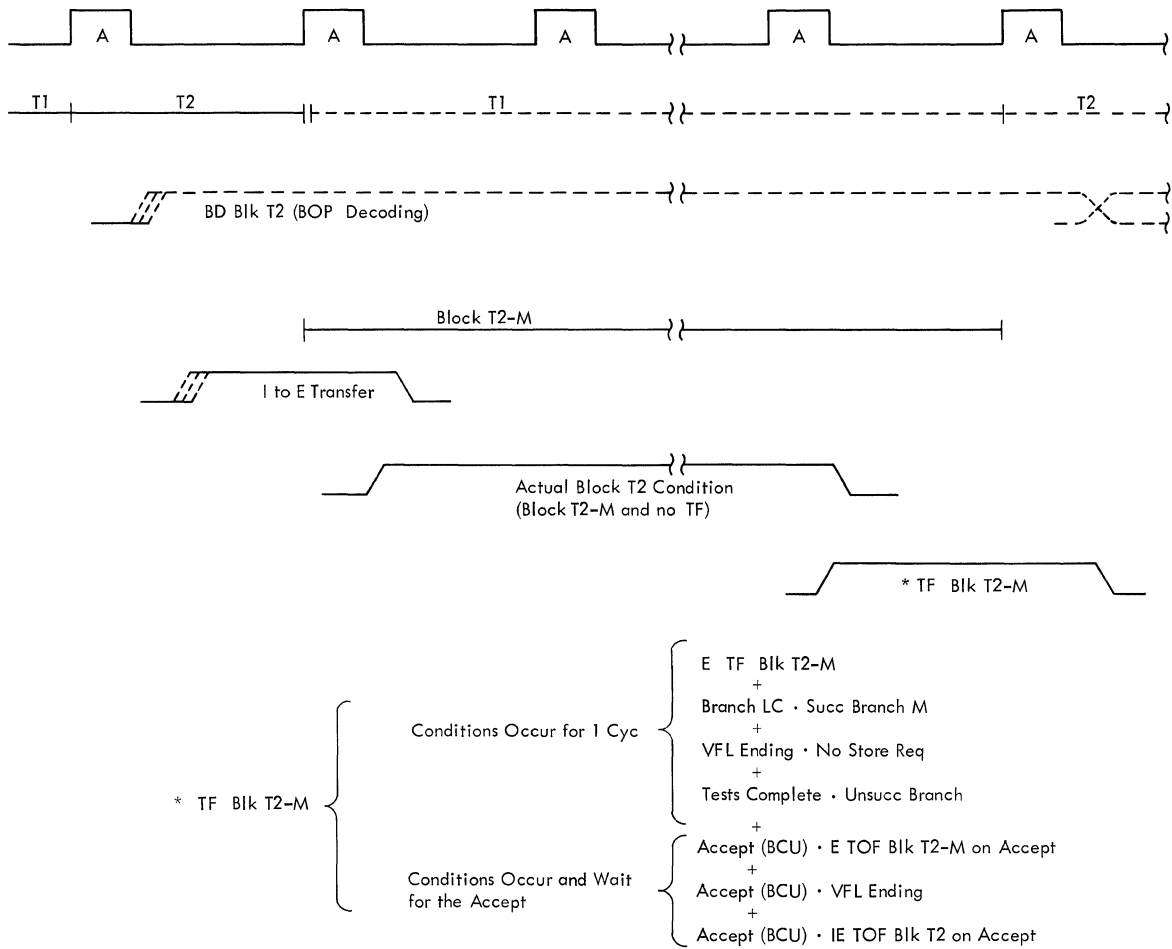 A A A A A
T1 T2 T1 T2
BD Blk T2 (BOP Decoding)
Block T2-M
I to E Transfer
Actual Block T2 Condition
(Block T2-M and no TF)
* TF Blk T2-M
E TF Blk T2-M
+
Branch LC · Succ Branch M
+
Conditions Occur for 1 Cyc
VFL Ending · No Store Req
+
Tests Complete · Unsucc Branch
* TF Blk T2-M
+
Accept (BCU) · E TOF Blk T2-M on Accept
+
Conditions Occur and Wait
for the Accept
Accept (BCU) · VFL Ending
+
Accept (BCU) · IE TOF Blk T2 on Accept